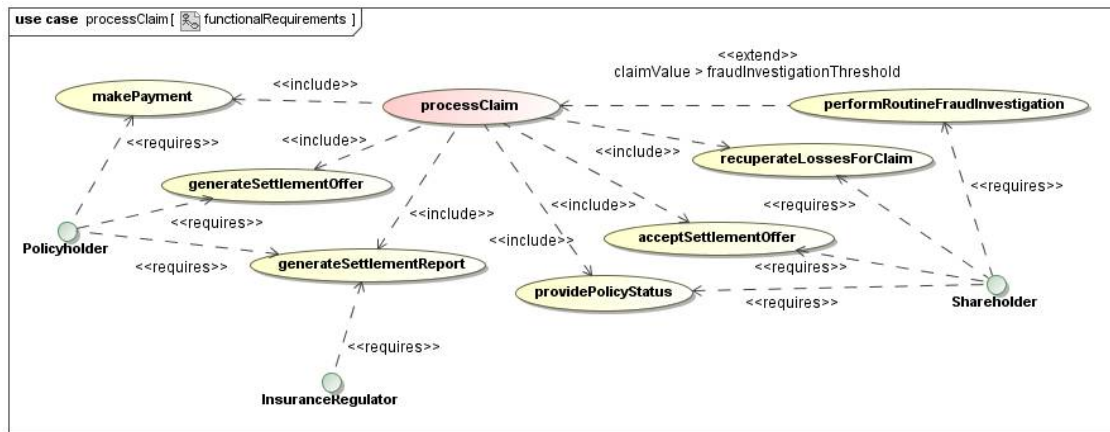 use case processClaim [ functionalRequirements ]
<<extend>>
claimValue > fraudInvestigationThreshold
<<include>>
makePayment
processClaim
performRoutineFraudInvestigation
<<requires>>
<<include>>
<<include>>
recuperateLossesForClaim
generateSettlementOffer
<<requires>>
<<requires>>
<<include>>
<<include>>
<<requires>>
Policyholder
<<include>>
acceptSettlementOffer
<<requires>>
generateSettlementReport
<<requires>>
providePolicyStatus
<<requires>>
Shareholder
<<requires>>
InsuranceRegulator